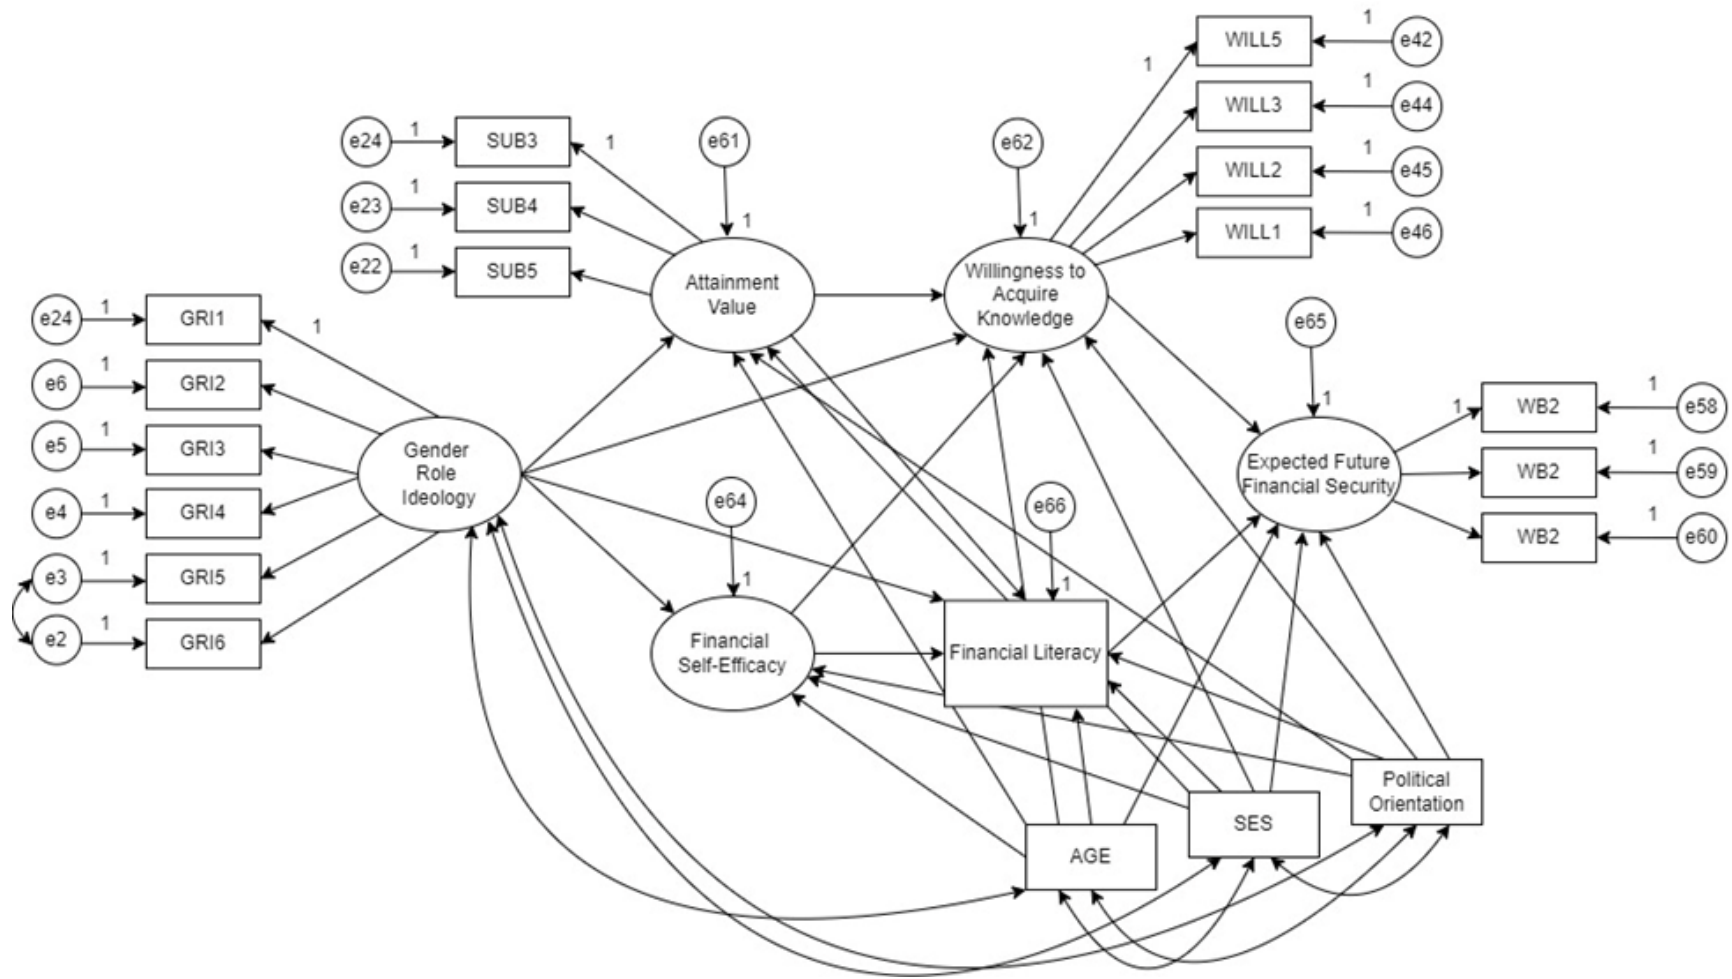 WILL5
1
e42
1
WILL3
1
e44
e24
1
SUB3
1
e61
e62
WILL2
1
e45
e23
1
SUB4
1
1
WILL1
1
e46
e22
1
SUB5
Attainment
Value
Willingness to
Acquire
Knowledge
e24
1
GRI1
1
e65
e6
1
GRI2
1
1
WB2
1
e58
e5
1
GRI3
Gender
Role
Ideology
Expected Future
Financial Security
WB2
1
e59
e4
1
GRI4
e64
e66
WB2
1
e60
e3
1
GRI5
1
1
e2
1
GRI6
Financial
Self-Efficacy
Financial Literacy
Political
Orientation
SES
AGE